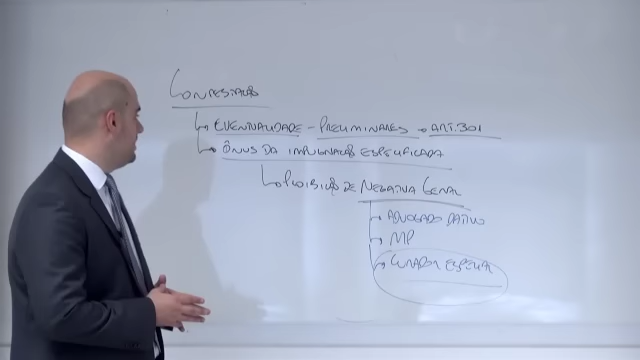 CONTESTAÇÃO
EVENTUALIDADE - PRELIMINARES → ART. 301
ÔNUS DA IMPUGNAÇÃO ESPECIFICADA
PROIBIÇÃO DE NEGATIVA GERAL
ADVOGADO DATIVO
MP
CURADOR ESPECIAL